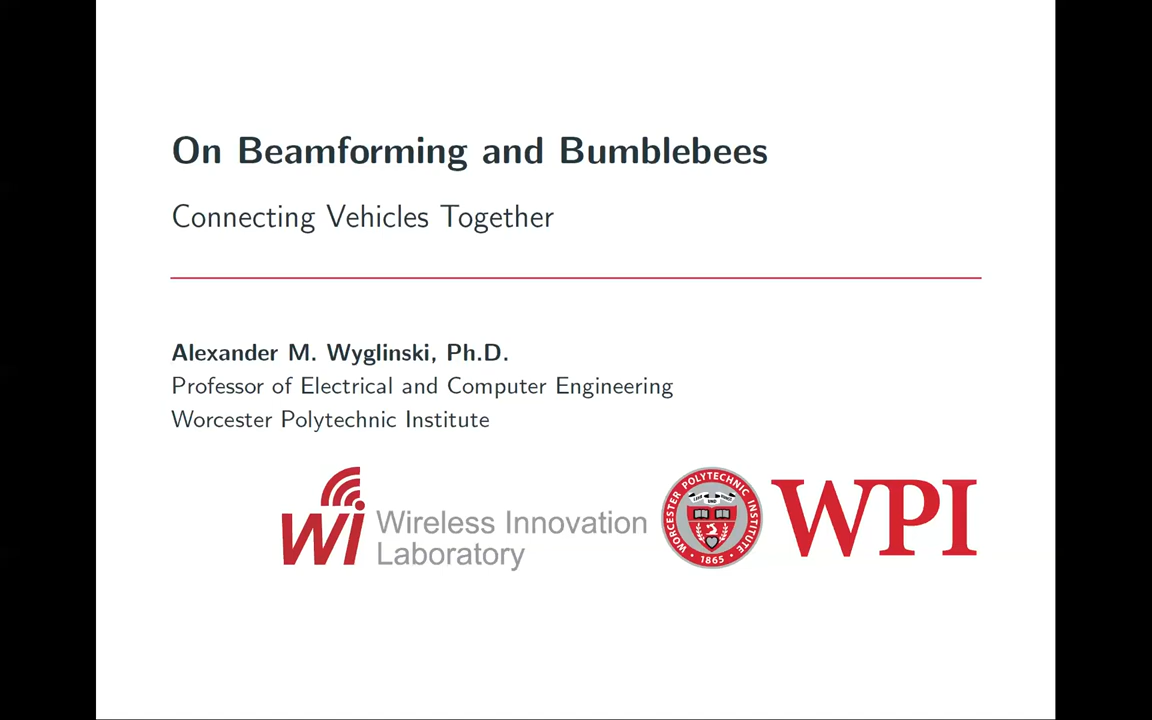 On Beamforming and Bumblebees
Connecting Vehicles Together
Alexander M. Wyglinski, Ph.D.
Professor of Electrical and Computer Engineering
Worcester Polytechnic Institute
Wi Wireless Innovation
Laboratory
WORCESTER POLYTECHNIC INSTITUTE
1865
WPI